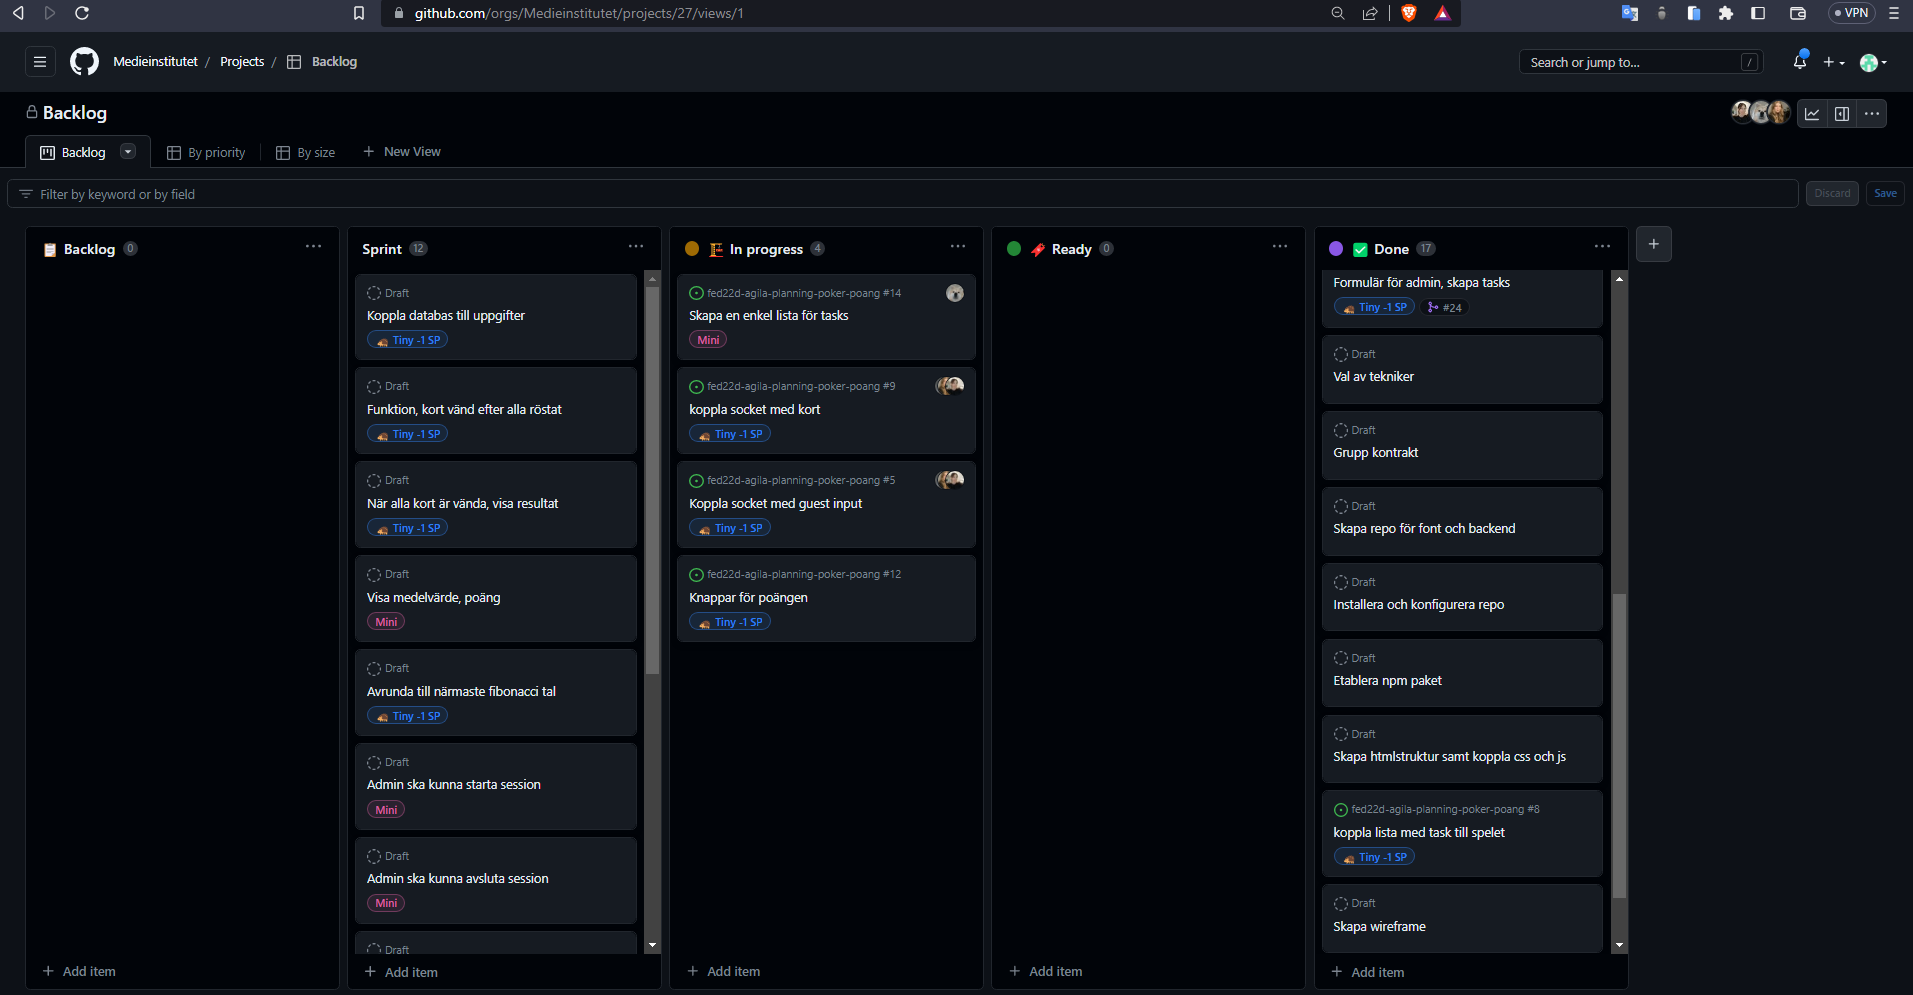 github.com/orgs/Medieinstitutet/projects/27/views/1
VPN
Medieinstitutet / Projects / Backlog
Search or jump to... /
Backlog
Backlog
By priority
By size
+ New View
Filter by keyword or by field
Discard
Save
Backlog 0
+ Add item
Sprint 12
Draft
Koppla databas till uppgifter
Tiny -1 SP
Draft
Funktion, kort vänd efter alla röstat
Tiny -1 SP
Draft
När alla kort är vända, visa resultat
Tiny -1 SP
Draft
Visa medelvärde, poäng
Mini
Draft
Avrunda till närmaste fibonacci tal
Tiny -1 SP
Draft
Admin ska kunna starta session
Mini
Draft
Admin ska kunna avsluta session
Mini
Draft
+ Add item
In progress 4
fed22d-agila-planning-poker-poang #14
Skapa en enkel lista för tasks
Mini
fed22d-agila-planning-poker-poang #9
koppla socket med kort
Tiny -1 SP
fed22d-agila-planning-poker-poang #5
Koppla socket med guest input
Tiny -1 SP
fed22d-agila-planning-poker-poang #12
Knappar för poängen
Tiny -1 SP
+ Add item
Ready 0
+ Add item
Done 17
Formulär för admin, skapa tasks
Tiny -1 SP #24
Draft
Val av tekniker
Draft
Grupp kontrakt
Draft
Skapa repo för font och backend
Draft
Installera och konfigurera repo
Draft
Etablera npm paket
Draft
Skapa htmlstruktur samt koppla css och js
fed22d-agila-planning-poker-poang #8
koppla lista med task till spelet
Tiny -1 SP
Draft
Skapa wireframe
+ Add item